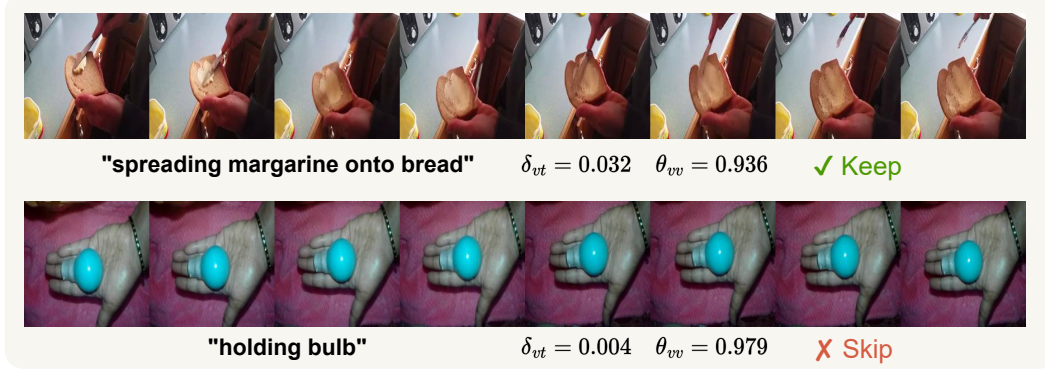 "spreading margarine onto bread" δ_vt = 0.032 θ_vv = 0.936 ✓ Keep
"holding bulb" δ_vt = 0.004 θ_vv = 0.979 ✗ Skip